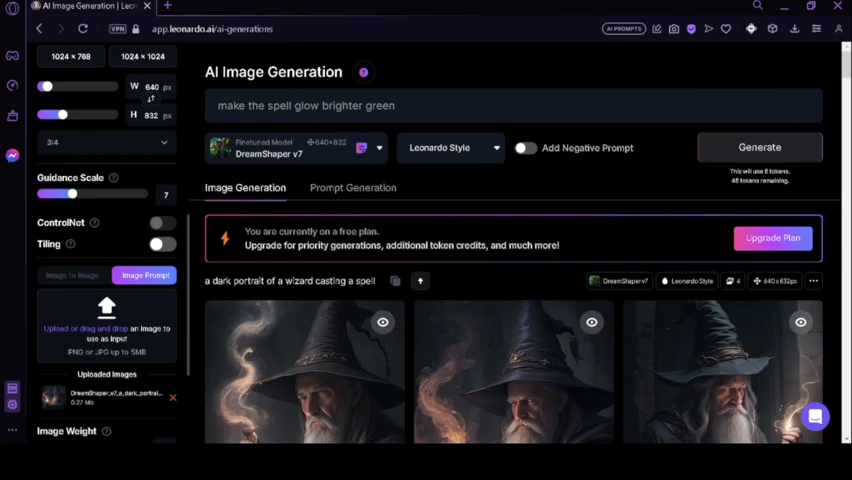 AI Image Generation | Leon
VPN
app.leonardo.ai/ai-generations
AI PROMPTS
1024 × 768
1024 × 1024
W 640 px
H 832 px
3:4
Guidance Scale
7
ControlNet
Tiling
Image to Image
Image Prompt
Upload or drag and drop an image to
use as input
PNG or JPG up to 5MB
Uploaded Images
DreamShaper_v7_a_dark_portrai...
0.27 Mb
Image Weight
AI Image Generation
make the spell glow brighter green
Finetuned Model
640×832
DreamShaper v7
Leonardo Style
Add Negative Prompt
Generate
This will use 8 tokens.
48 tokens remaining.
Image Generation
Prompt Generation
You are currently on a free plan.
Upgrade for priority generations, additional token credits, and much more!
Upgrade Plan
a dark portrait of a wizard casting a spell
DreamShaper v7
Leonardo Style
4
640x832px